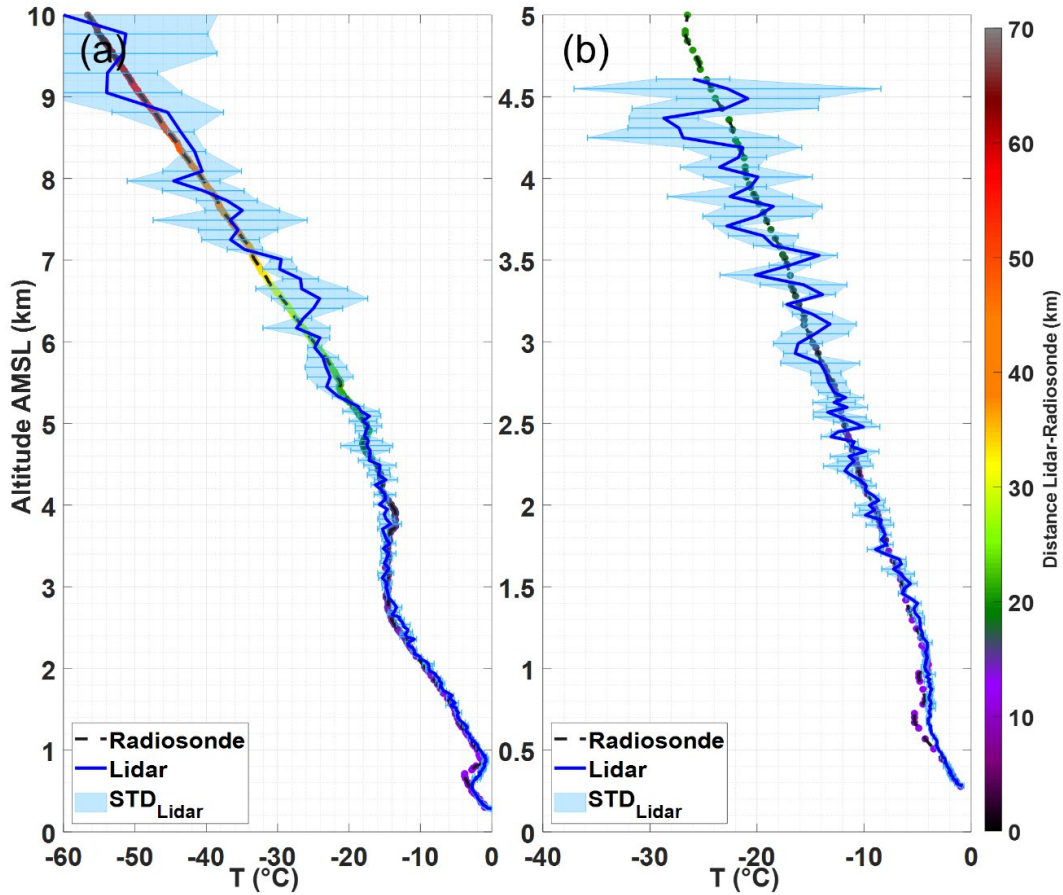 (a)
10
9
8
7
6
5
4
3
2
1
0
Altitude AMSL (km)
Radiosonde
Lidar
STD_Lidar
-60 -50 -40 -30 -20 -10 0
T (°C)
(b)
5
4.5
4
3.5
3
2.5
2
1.5
1
0.5
0
Radiosonde
Lidar
STD_Lidar
-40 -30 -20 -10 0
T (°C)
70
60
50
40
30
20
10
0
Distance Lidar-Radiosonde (km)